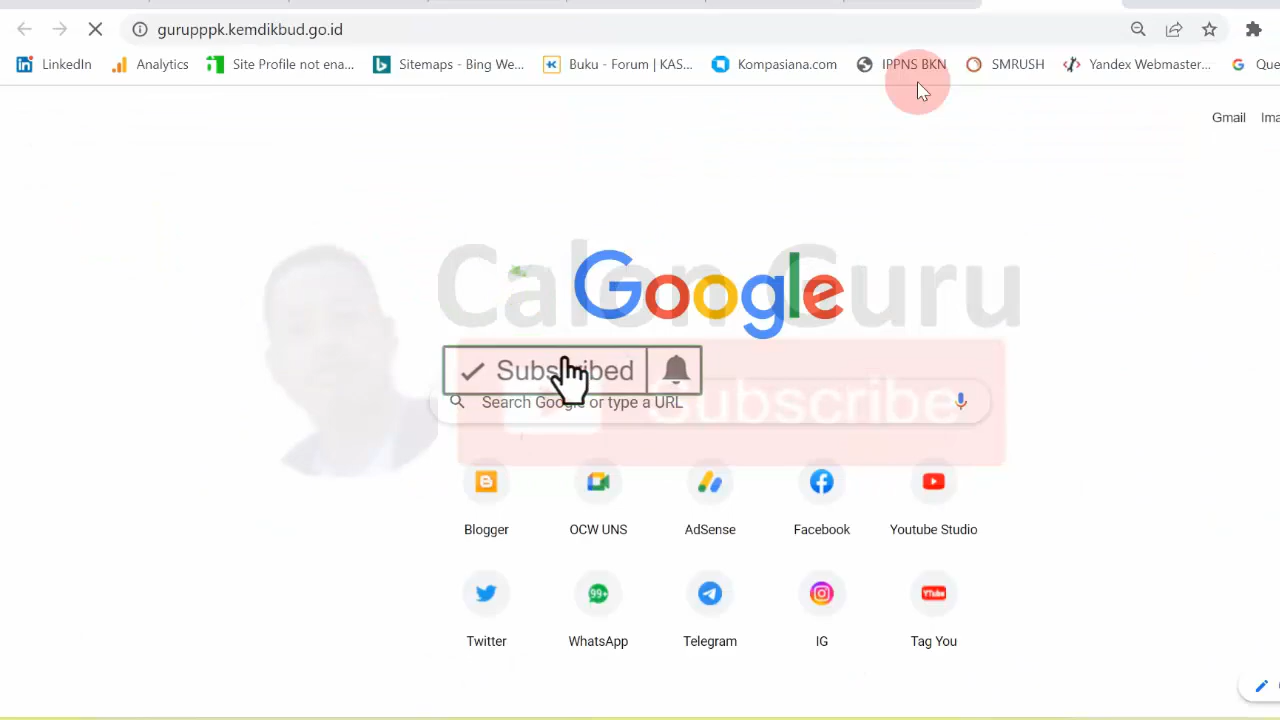 gurupppk.kemdikbud.go.id
LinkedIn Analytics Site Profile not ena... Sitemaps - Bing We... Buku - Forum | KAS... Kompasiana.com IPPNS BKN SMRUSH Yandex Webmaster... Que
Gmail Ima
Calon Guru
Google
Subscribed
Subscribe
Search Google or type a URL
Blogger OCW UNS AdSense Facebook Youtube Studio
99+ YTube
Twitter WhatsApp Telegram IG Tag You